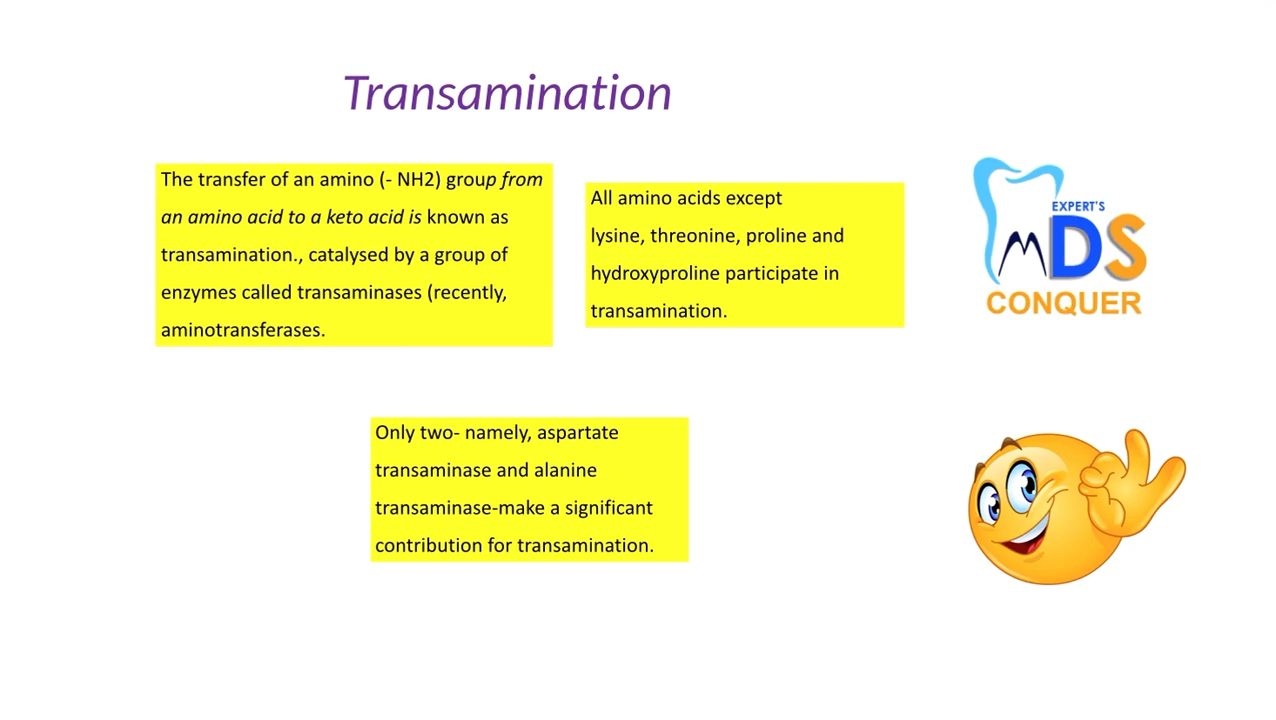 Transamination
The transfer of an amino (- NH2) group from
an amino acid to a keto acid is known as
transamination., catalysed by a group of
enzymes called transaminases (recently,
aminotransferases.
All amino acids except
lysine, threonine, proline and
hydroxyproline participate in
transamination.
EXPERT'S
MDS
CONQUER
Only two- namely, aspartate
transaminase and alanine
transaminase-make a significant
contribution for transamination.